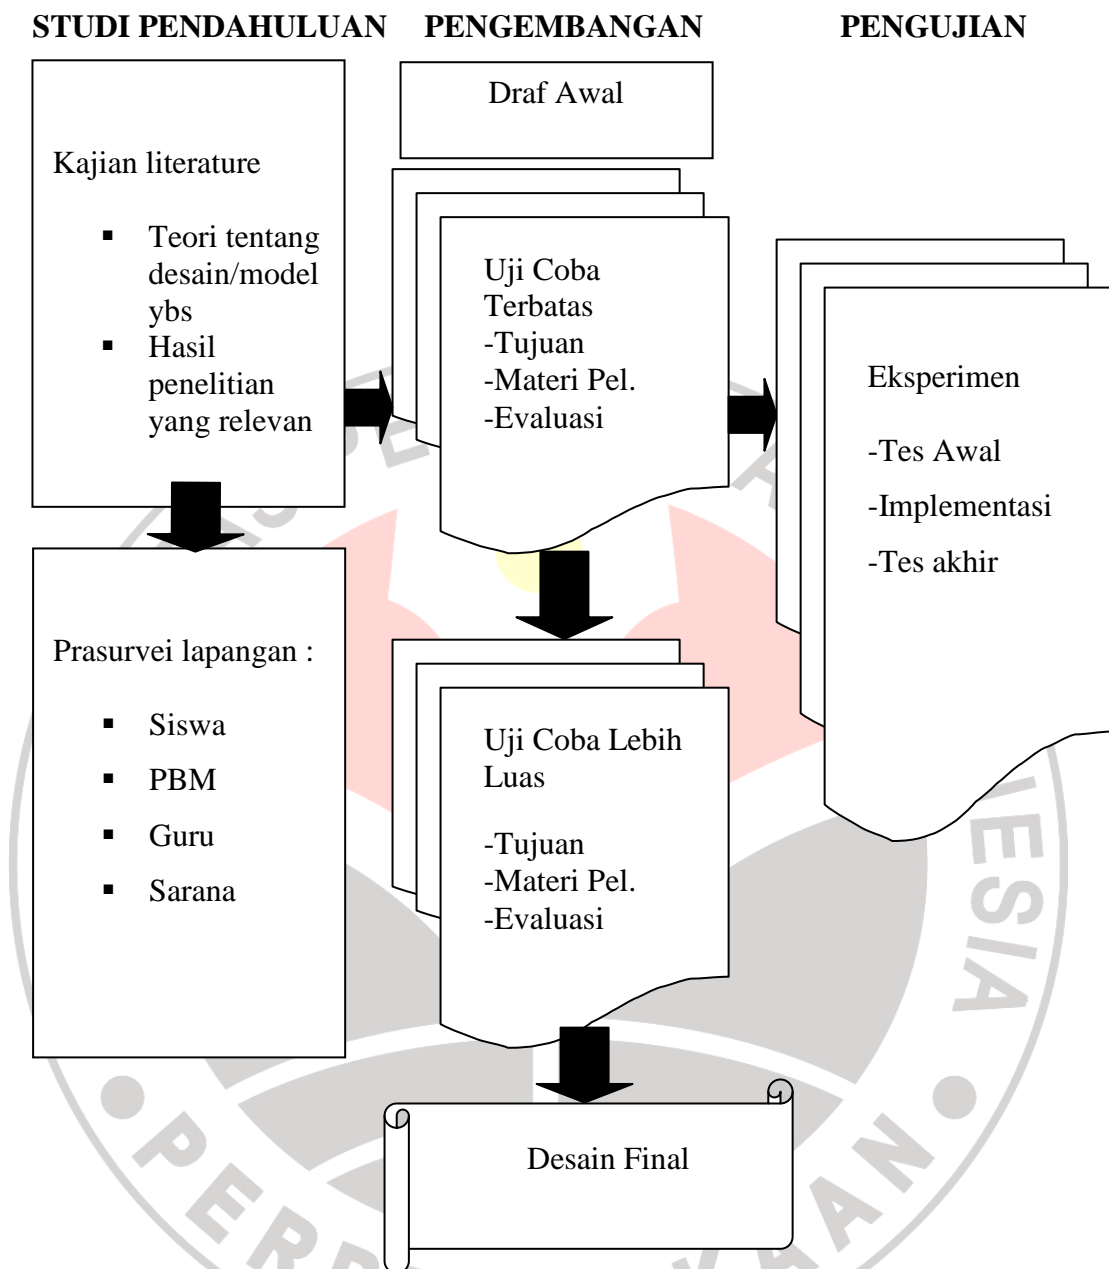 STUDI PENDAHULUAN
PENGEMBANGAN
PENGUJIAN
Kajian literature
▪ Teori tentang
desain/model
ybs
▪ Hasil
penelitian
yang relevan
Prasurvei lapangan :
▪ Siswa
▪ PBM
▪ Guru
▪ Sarana
Draf Awal
Uji Coba
Terbatas
-Tujuan
-Materi Pel.
-Evaluasi
Uji Coba Lebih
Luas
-Tujuan
-Materi Pel.
-Evaluasi
Desain Final
Eksperimen
-Tes Awal
-Implementasi
-Tes akhir